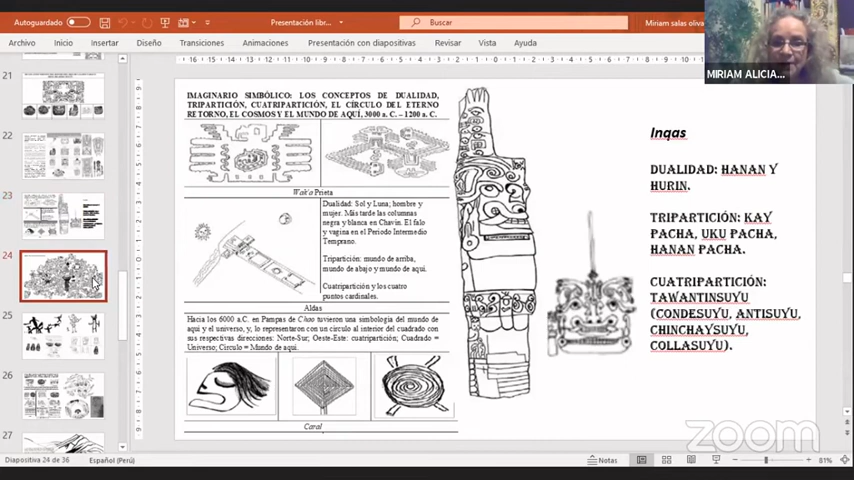 Autoguardado
Presentación libr...
Buscar
Miriam salas oliva
Archivo
Inicio
Insertar
Diseño
Transiciones
Animaciones
Presentación con diapositivas
Revisar
Vista
Ayuda
MIRIAM ALICIA...
21
22
23
24
25
26
27
IMAGINARIO SIMBÓLICO: LOS CONCEPTOS DE DUALIDAD,
TRIPARTICIÓN, CUATRIPARTICIÓN, EL CÍRCULO DEL ETERNO
RETORNO, EL COSMOS Y EL MUNDO DE AQUÍ, 3000 a. C. – 1200 a. C.
Wak'a Prieta
Dualidad: Sol y Luna; hombre y
mujer. Más tarde las columnas
negra y blanca en Chavín. El falo
y vagina en el Periodo Intermedio
Temprano.
Tripartición: mundo de arriba,
mundo de abajo y mundo de aquí.
Cuatripartición y los cuatro
puntos cardinales.
Aldas
Hacia los 6000 a.C. en Pampas de Chao tuvieron una simbología del mundo de
aquí y el universo, y, lo representaron con un círculo al interior del cuadrado con
sus respectivas direcciones: Norte-Sur; Oeste-Este: cuatripartición; Cuadrado =
Universo; Círculo = Mundo de aquí.
Caral
Inqas
DUALIDAD: HANAN Y
HURIN.
TRIPARTICIÓN: KAY
PACHA, UKU PACHA,
HANAN PACHA.
CUATRIPARTICIÓN:
TAWANTINSUYU
(CONDESUYU, ANTISUYU,
CHINCHAYSUYU,
COLLASUYU).
zoom
Diapositiva 24 de 36
Español (Perú)
Notas
81%